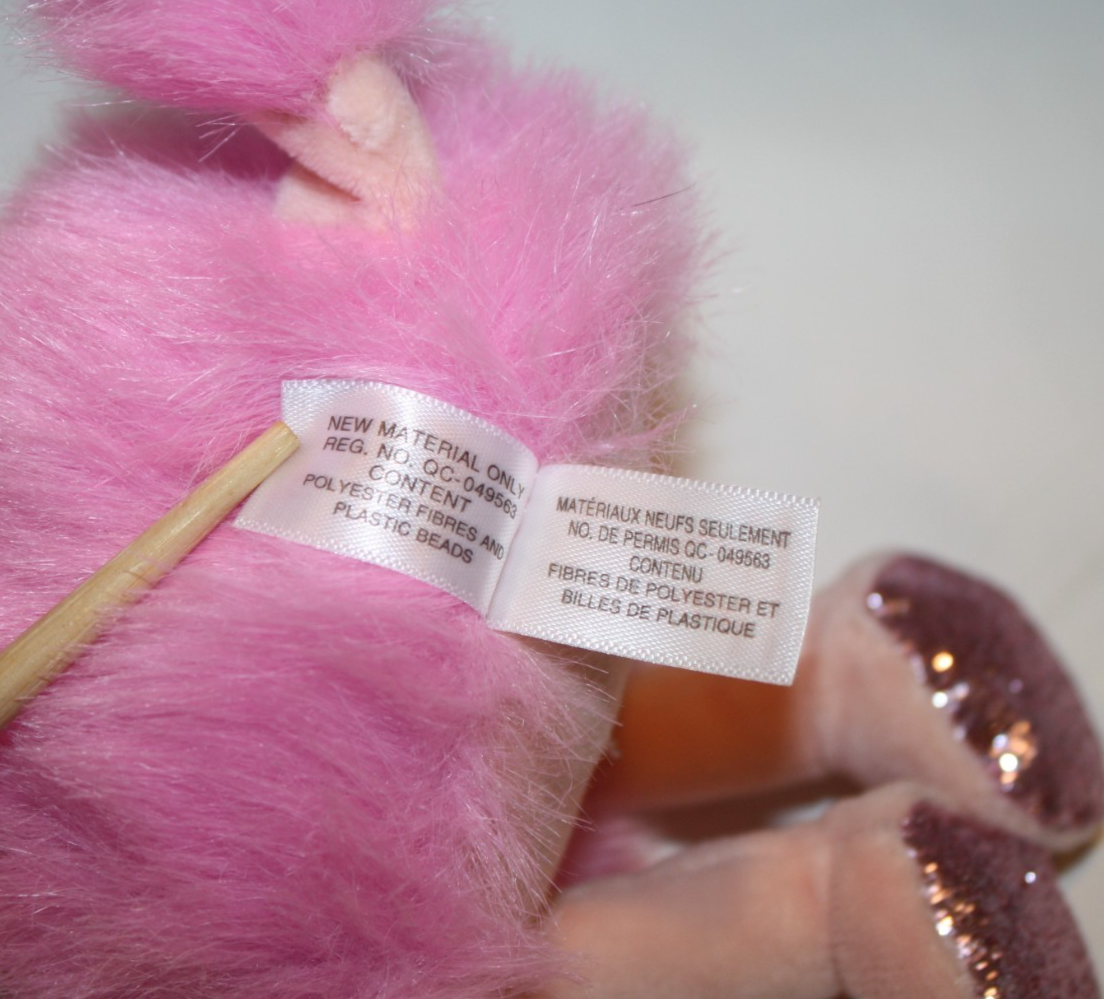 NEW MATERIAL ONLY
REG. NO. QC-049563
CONTENT
POLYESTER FIBRES AND
PLASTIC BEADS
MATÉRIAUX NEUFS SEULEMENT
NO. DE PERMIS QC- 049563
CONTENU
FIBRES DE POLYESTER ET
BILLES DE PLASTIQUE